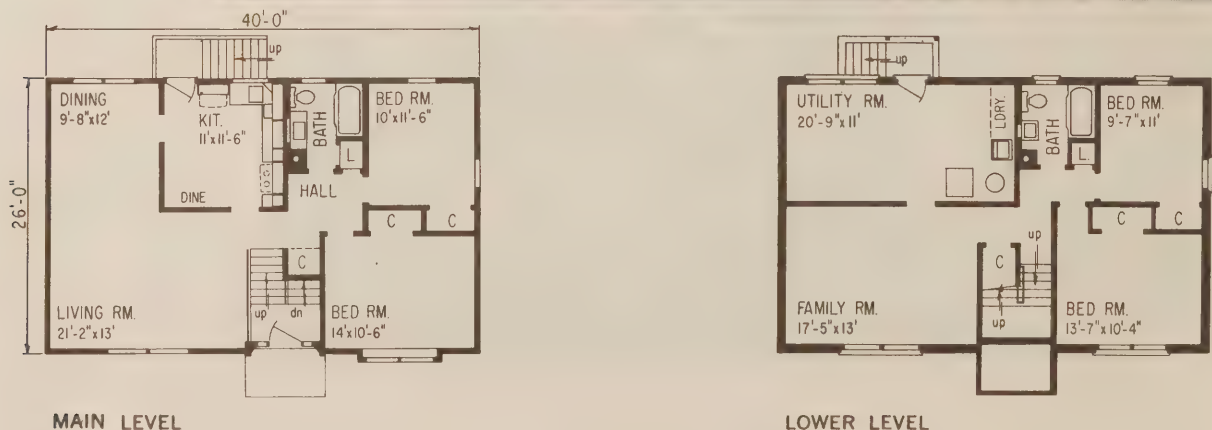 40'-0"
26'-0"
up
DINING
9'-8"x12'
KIT.
11'x11'-6"
DINE
BATH
L
BED RM.
10'x11'-6"
HALL
C
C
C
up
dn
LIVING RM.
21'-2"x13'
BED RM.
14'x10'-6"
MAIN LEVEL
up
UTILITY RM.
20'-9"x11'
LDRY.
BATH
L.
BED RM.
9'-7"x11'
C
C
C
up
up
FAMILY RM.
17'-5"x13'
BED RM.
13'-7"x10'-4"
LOWER LEVEL